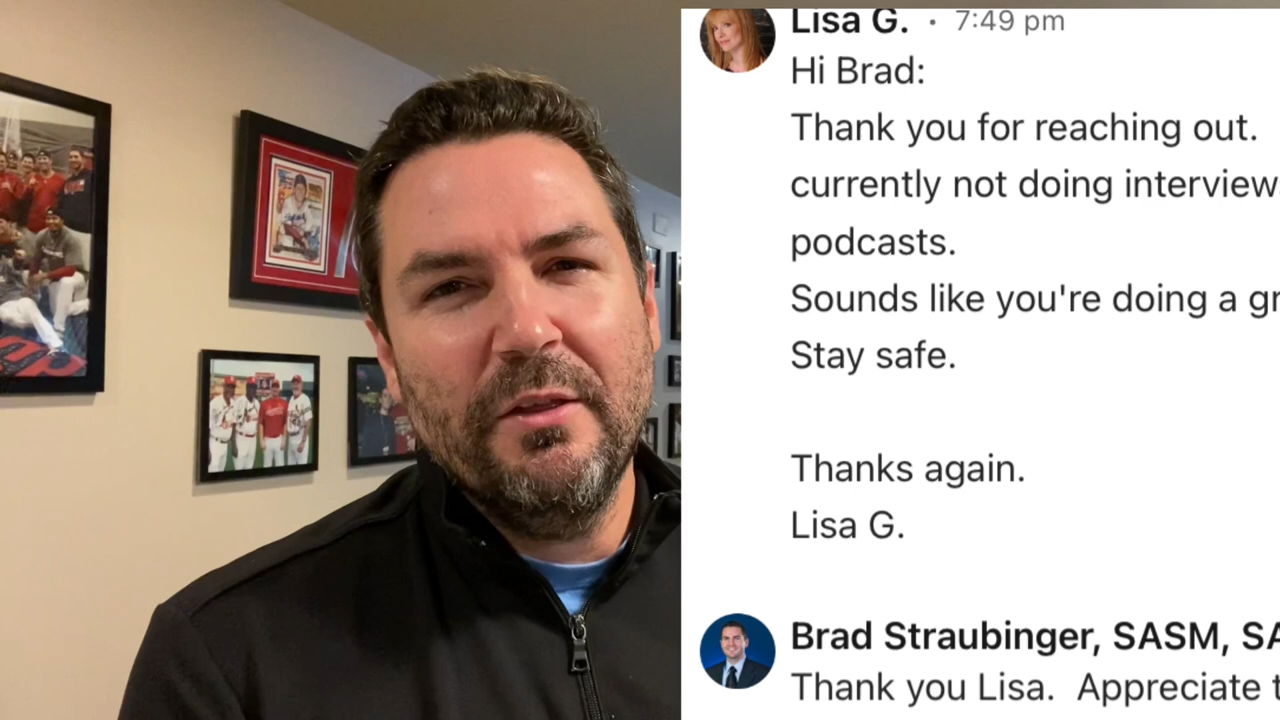 Lisa G. • 7:49 pm
Hi Brad:
Thank you for reaching out.
currently not doing interview
podcasts.
Sounds like you're doing a gr
Stay safe.
Thanks again.
Lisa G.
Brad Straubinger, SASM, SA
Thank you Lisa. Appreciate t